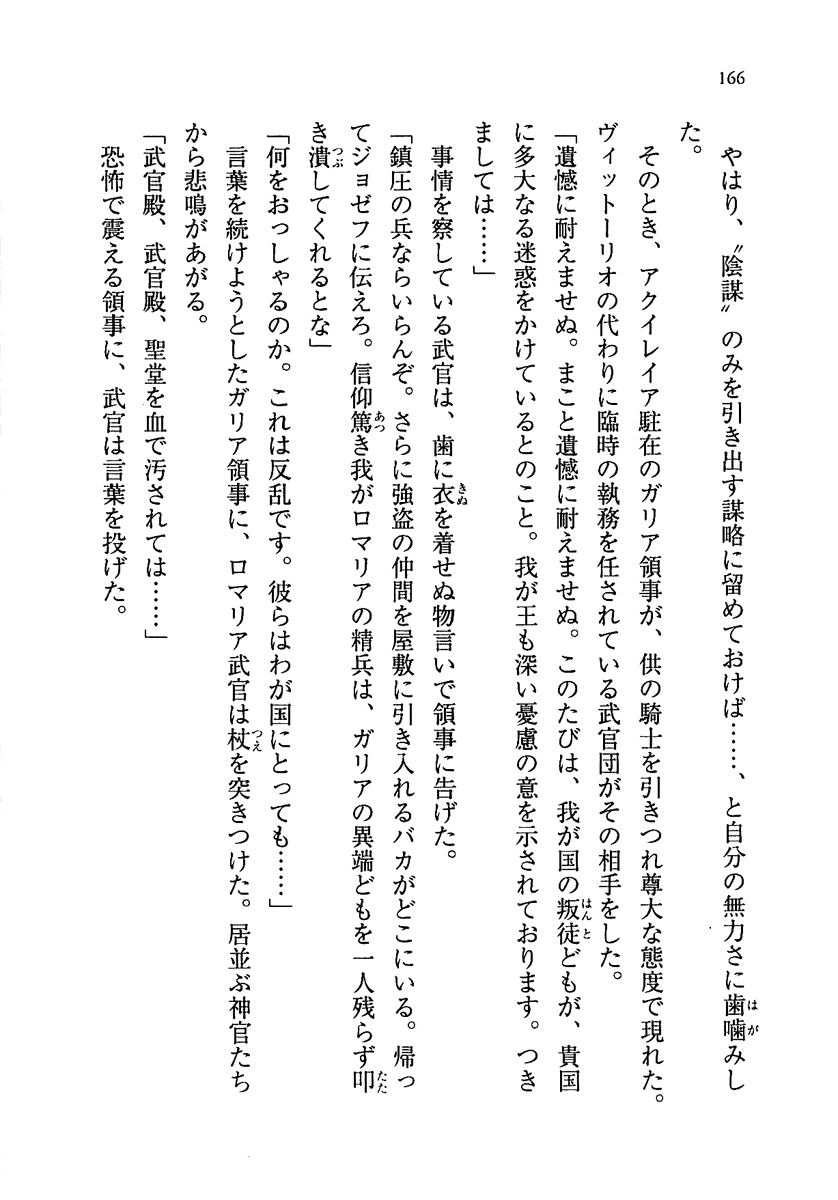 166
やはり、〝陰謀〟のみを引き出す謀略に留めておけば……、と自分の無力さに歯噛みし
た。
そのとき、アクイレイア駐在のガリア領事が、供の騎士を引きつれ尊大な態度で現れた。
ヴィットーリオの代わりに臨時の執務を任されている武官団がその相手をした。
「遺憾に耐えませぬ。まこと遺憾に耐えませぬ。このたびは、我が国の叛徒どもが、貴国
に多大なる迷惑をかけているとのこと。我が王も深い憂慮の意を示されております。つき
ましては……」
事情を察している武官は、歯に衣を着せぬ物言いで領事に告げた。
「鎮圧の兵ならいらんぞ。さらに強盗の仲間を屋敷に引き入れるバカがどこにいる。帰っ
てジョゼフに伝えろ。信仰篤き我がロマリアの精兵は、ガリアの異端どもを一人残らず叩
き潰してくれるとな」
「何をおっしゃるのか。これは反乱です。彼らはわが国にとっても……」
言葉を続けようとしたガリア領事に、ロマリア武官は杖を突きつけた。居並ぶ神官たち
から悲鳴があがる。
「武官殿、武官殿、聖堂を血で汚されては……」
恐怖で震える領事に、武官は言葉を投げた。